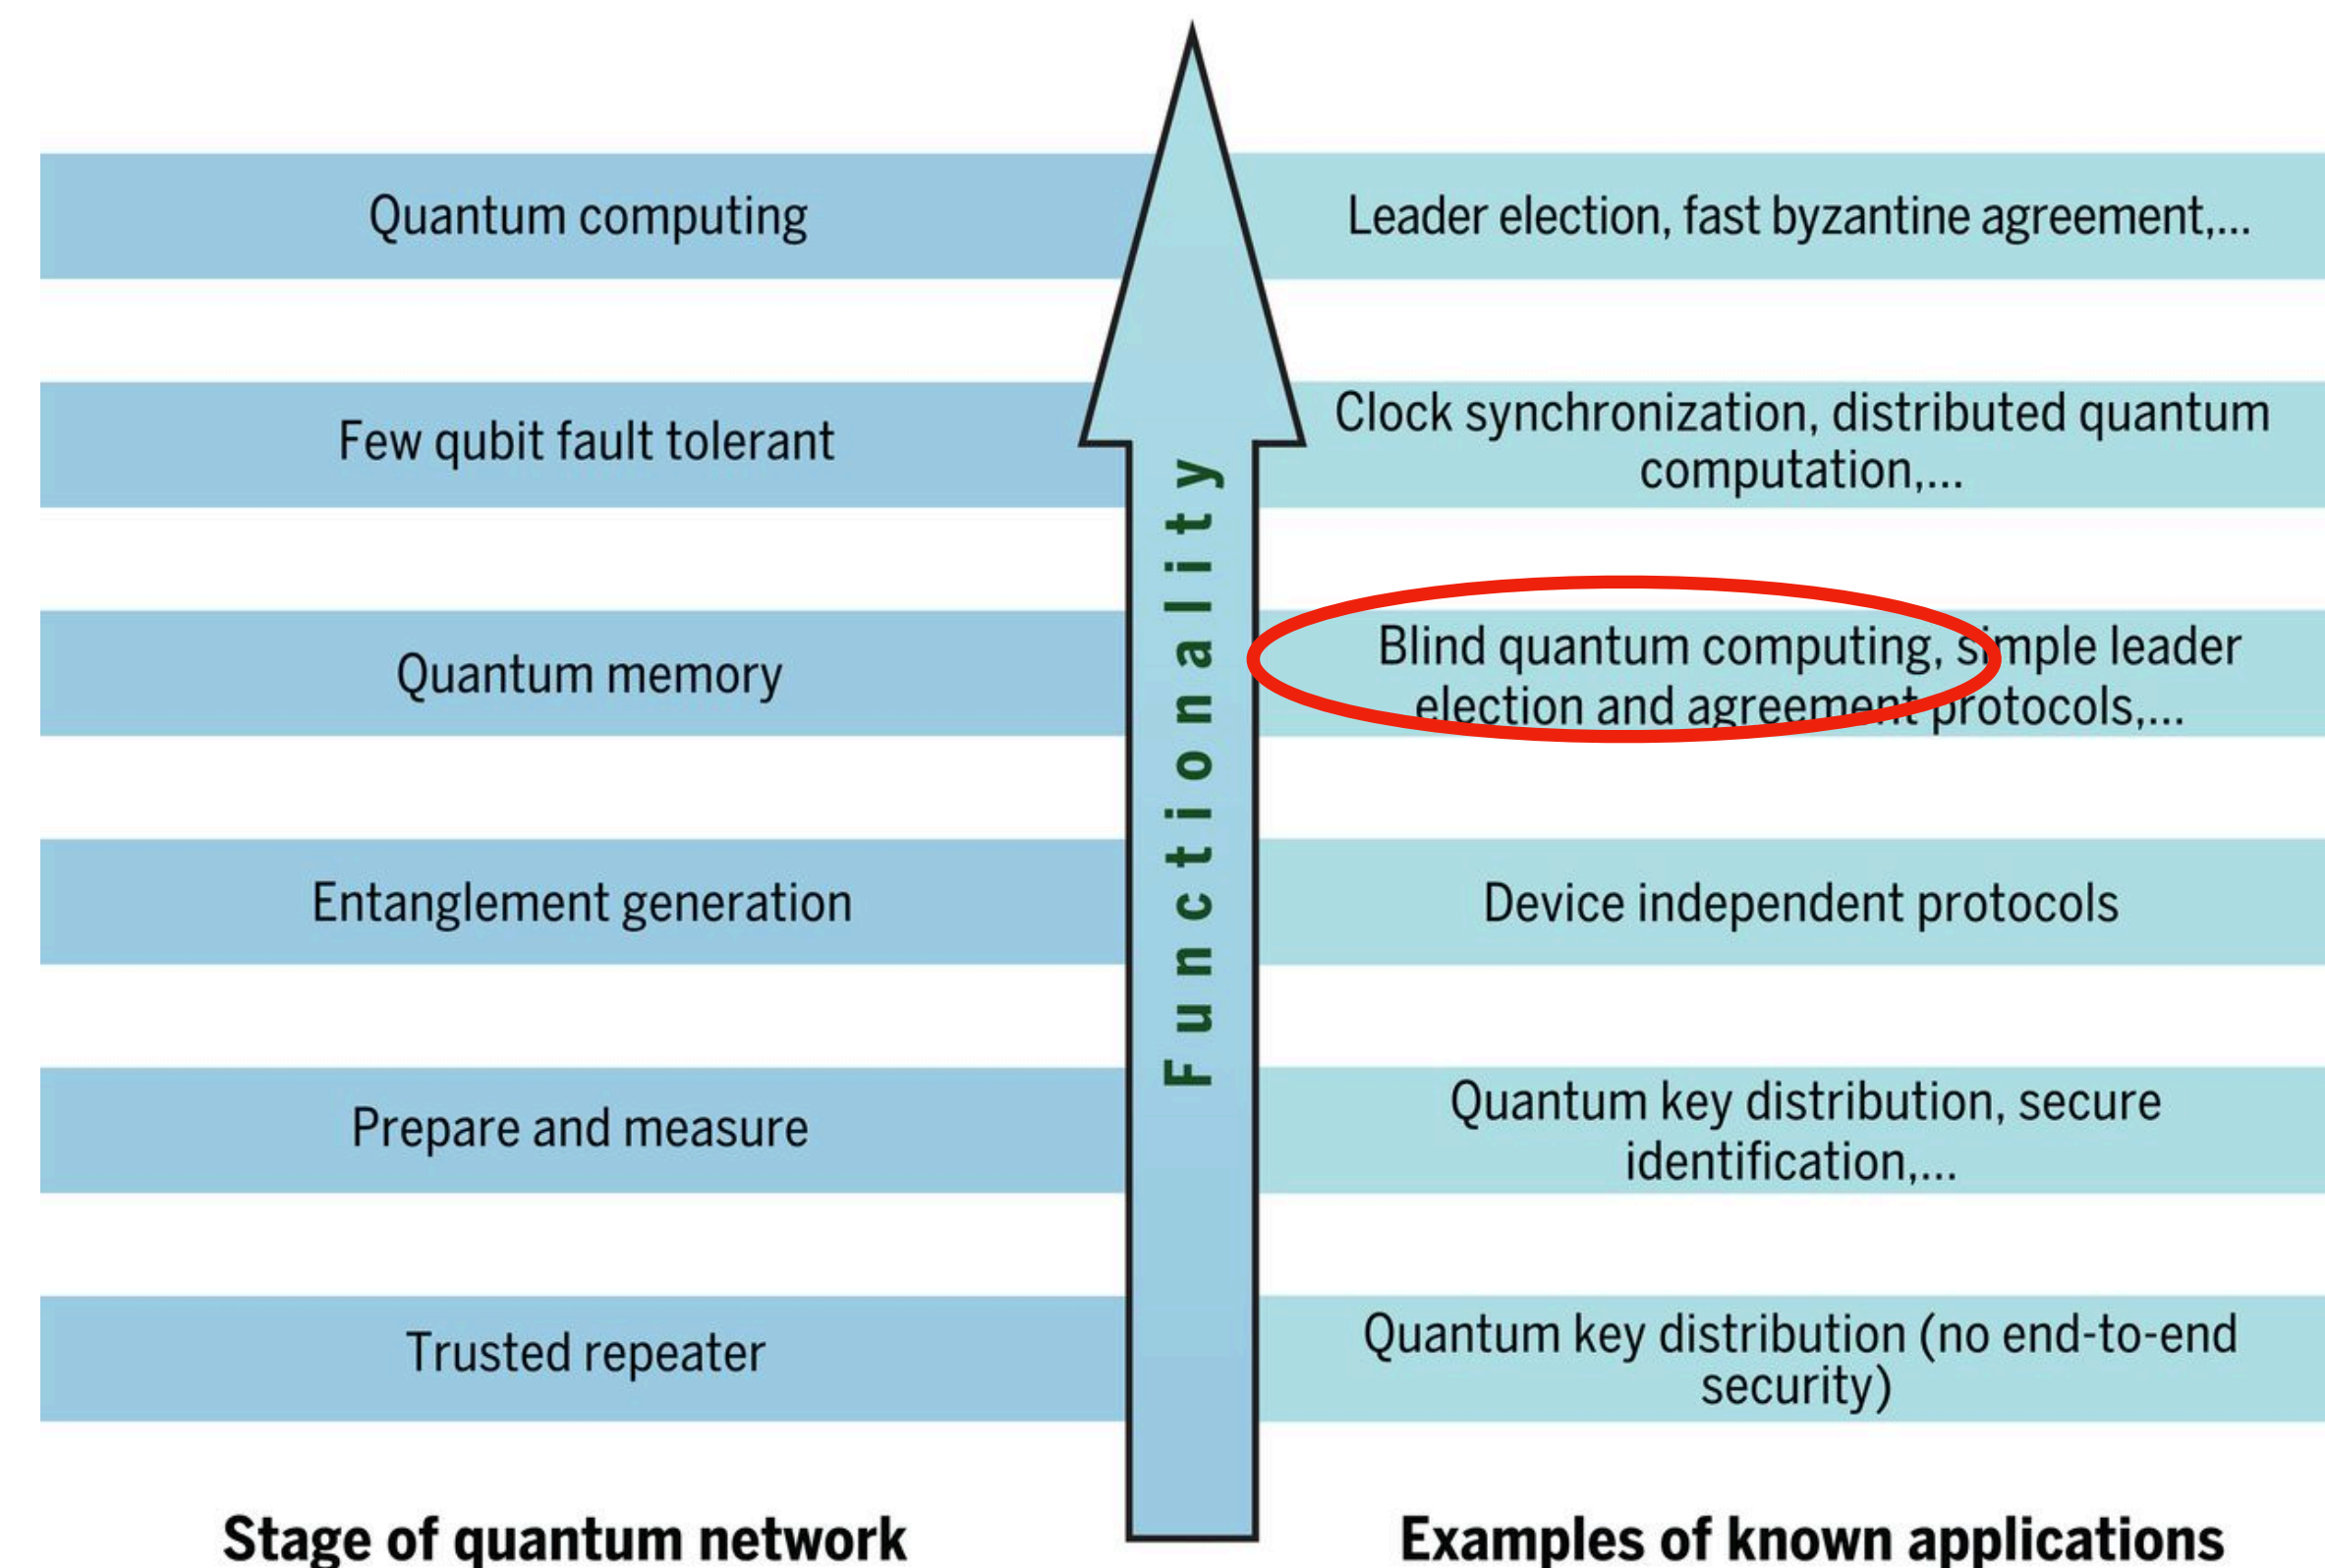 Quantum computing
Leader election, fast byzantine agreement,...
Few qubit fault tolerant
Clock synchronization, distributed quantum
computation,...
Quantum memory
Blind quantum computing, simple leader
election and agreement protocols,...
Entanglement generation
Device independent protocols
Prepare and measure
Quantum key distribution, secure
identification,...
Trusted repeater
Quantum key distribution (no end-to-end
security)
Functionality
Stage of quantum network
Examples of known applications